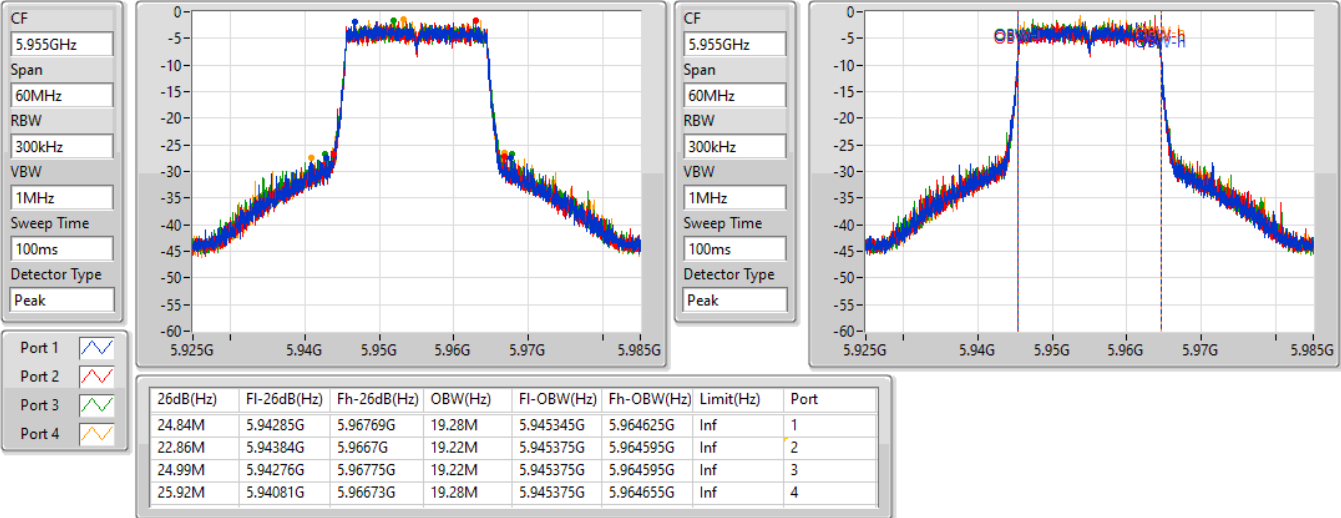 CF
5.955GHz
Span
60MHz
RBW
300kHz
VBW
1MHz
Sweep Time
100ms
Detector Type
Peak
0
-5
-10
-15
-20
-25
-30
-35
-40
-45
-50
-55
-60
5.925G 5.94G 5.95G 5.96G 5.97G 5.985G
CF
5.955GHz
Span
60MHz
RBW
300kHz
VBW
1MHz
Sweep Time
100ms
Detector Type
Peak
0
-5
-10
-15
-20
-25
-30
-35
-40
-45
-50
-55
-60
5.925G 5.94G 5.95G 5.96G 5.97G 5.985G
Port 1
Port 2
Port 3
Port 4
26dB(Hz) Fl-26dB(Hz) Fh-26dB(Hz) OBW(Hz) Fl-OBW(Hz) Fh-OBW(Hz) Limit(Hz) Port
24.84M 5.94285G 5.96769G 19.28M 5.945345G 5.964625G Inf 1
22.86M 5.94384G 5.9667G 19.22M 5.945375G 5.964595G Inf 2
24.99M 5.94276G 5.96775G 19.22M 5.945375G 5.964595G Inf 3
25.92M 5.94081G 5.96673G 19.28M 5.945375G 5.964655G Inf 4